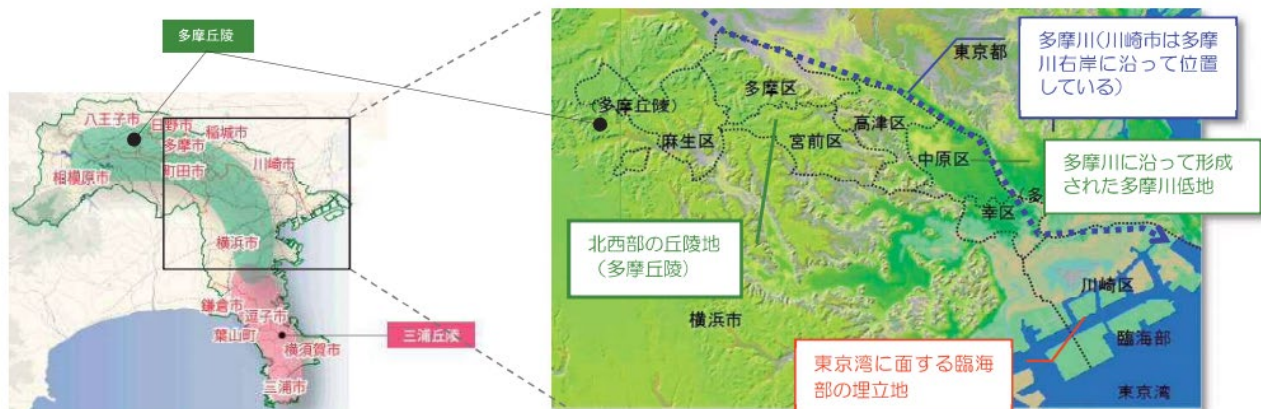 多摩丘陵
八王子市
日野市
稲城市
多摩市
川崎市
町田市
相模原市
横浜市
鎌倉市
逗子市
葉山町
横須賀市
三浦市
三浦丘陵
東京都
多摩川(川崎市は多摩
川右岸に沿って位置
している)
多摩区
(多摩丘陵)
高津区
麻生区
宮前区
中原区
多摩川に沿って形成
された多摩川低地
多
幸区
北西部の丘陵地
(多摩丘陵)
川崎区
横浜市
臨海部
東京湾に面する臨海
部の埋立地
東京湾